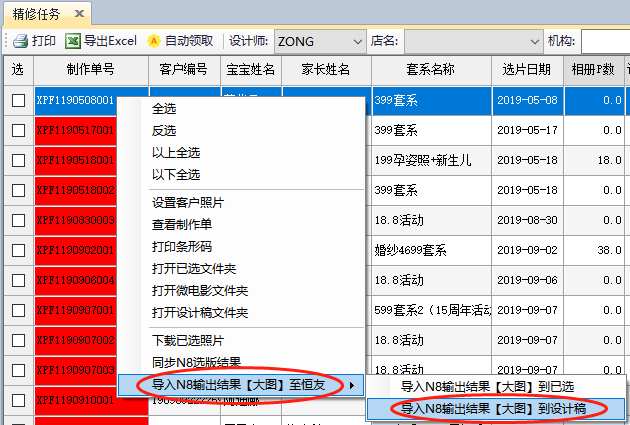 精修任务
打印 导出Excel 自动领取 设计师: ZONG 店名: 机构:
选 制作单号 客户编号 宝宝姓名 家长姓名 套系名称 选片日期 相册P数
XPF1190508001 399套系 2019-05-08 0.0
XPF1190517001 399套系 2019-05-17 0.0
XPF1190518001 199孕姿照+新生儿 2019-05-18 18.0
XPF1190518002 399套系 2019-05-18 0.0
XPF1190830003 18.8活动 2019-08-30 0.0
XPF1190902001 婚纱4699套系 2019-09-02 38.0
XPF1190906004 18.8活动 2019-09-06 0.0
XPF1190907001 599套系2（15周年活动 2019-09-07 0.0
XPF1190907002 18.8活动 2019-09-07 0.0
XPF1190907003
XPF1190910001
全选
反选
以上全选
以下全选
设置客户照片
查看制作单
打印条形码
打开已选文件夹
打开微电影文件夹
打开设计稿文件夹
下载已选照片
同步N8选版结果
导入N8输出结果【大图】至恒友
导入N8输出结果【大图】到已选
导入N8输出结果【大图】到设计稿